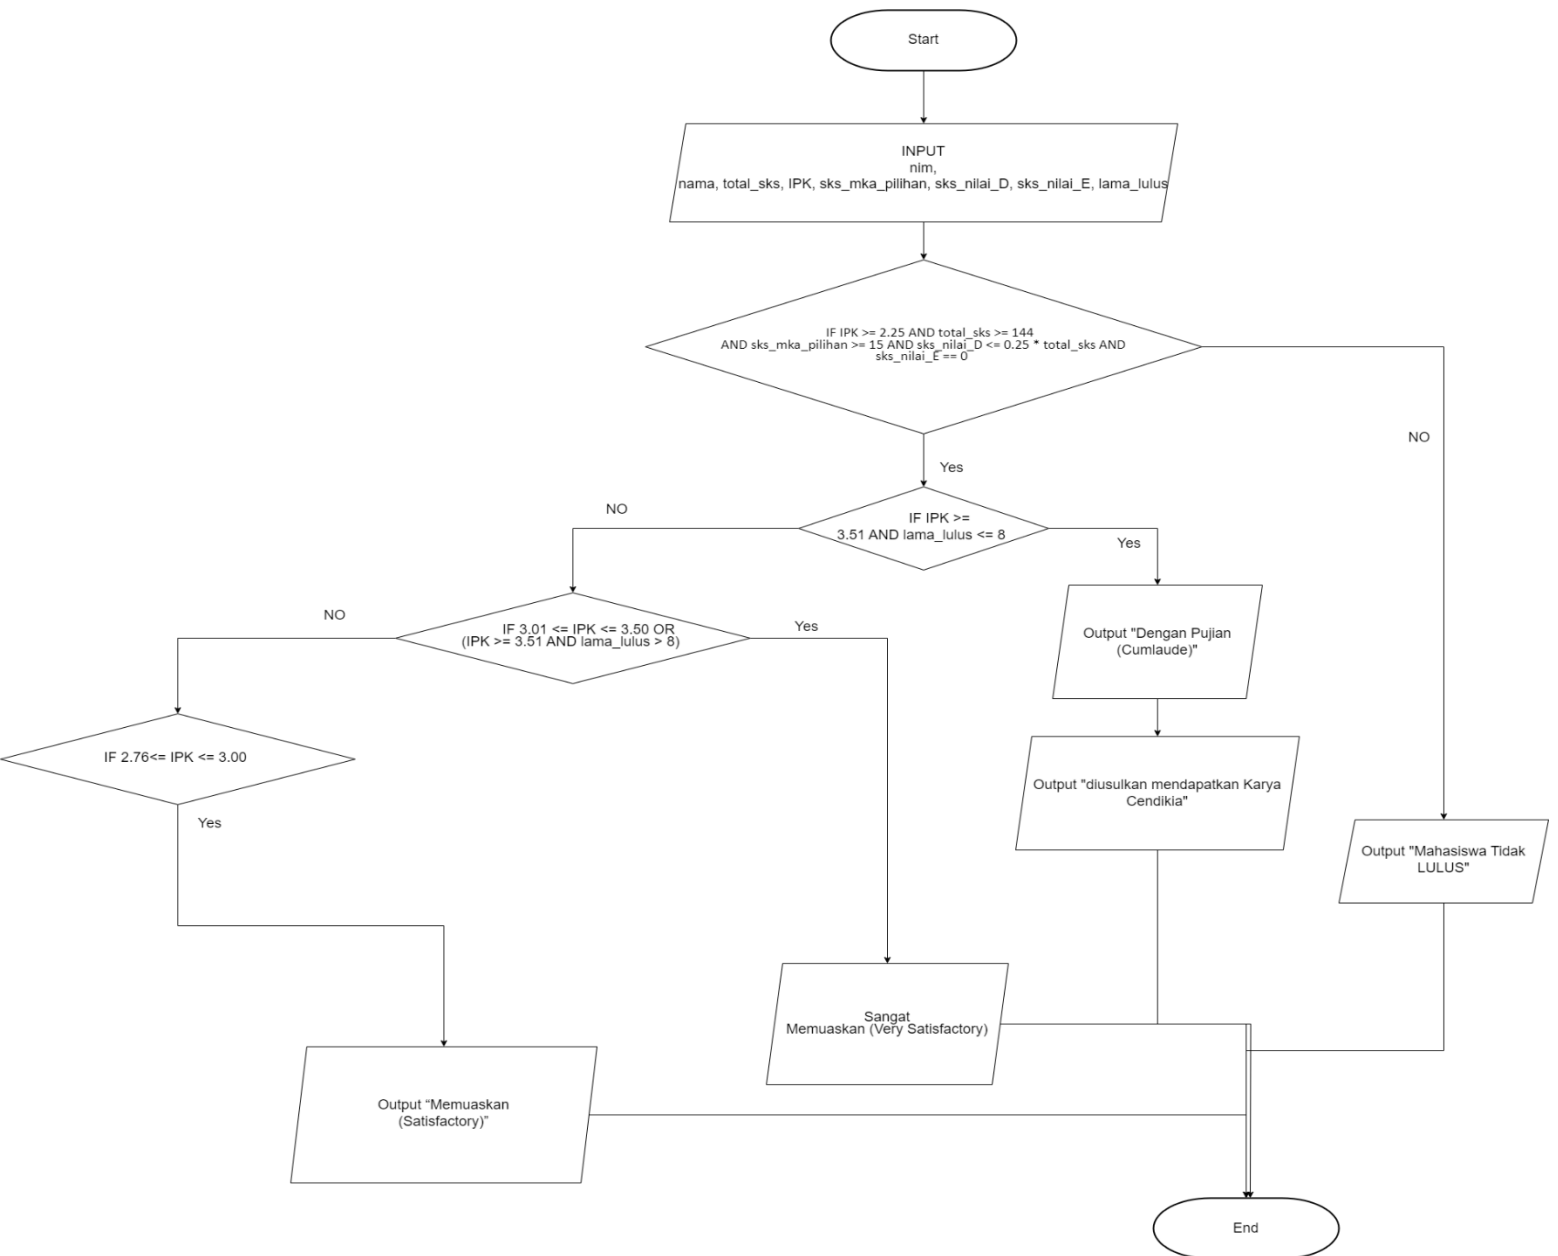 Start
INPUT
nim,
nama, total_sks, IPK, sks_mka_pilihan, sks_nilai_D, sks_nilai_E, lama_lulus
IF IPK >= 2.25 AND total_sks >= 144
AND sks_mka_pilihan >= 15 AND sks_nilai_D <= 0.25 * total_sks AND
sks_nilai_E == 0
NO
Yes
IF IPK >=
3.51 AND lama_lulus <= 8
NO
Yes
IF 3.01 <= IPK <= 3.50 OR
(IPK >= 3.51 AND lama_lulus > 8)
NO
Yes
Output "Dengan Pujian
(Cumlaude)"
IF 2.76<= IPK <= 3.00
Yes
Output "diusulkan mendapatkan Karya
Cendikia"
Output "Mahasiswa Tidak
LULUS"
Sangat
Memuaskan (Very Satisfactory)
Output “Memuaskan
(Satisfactory)”
End